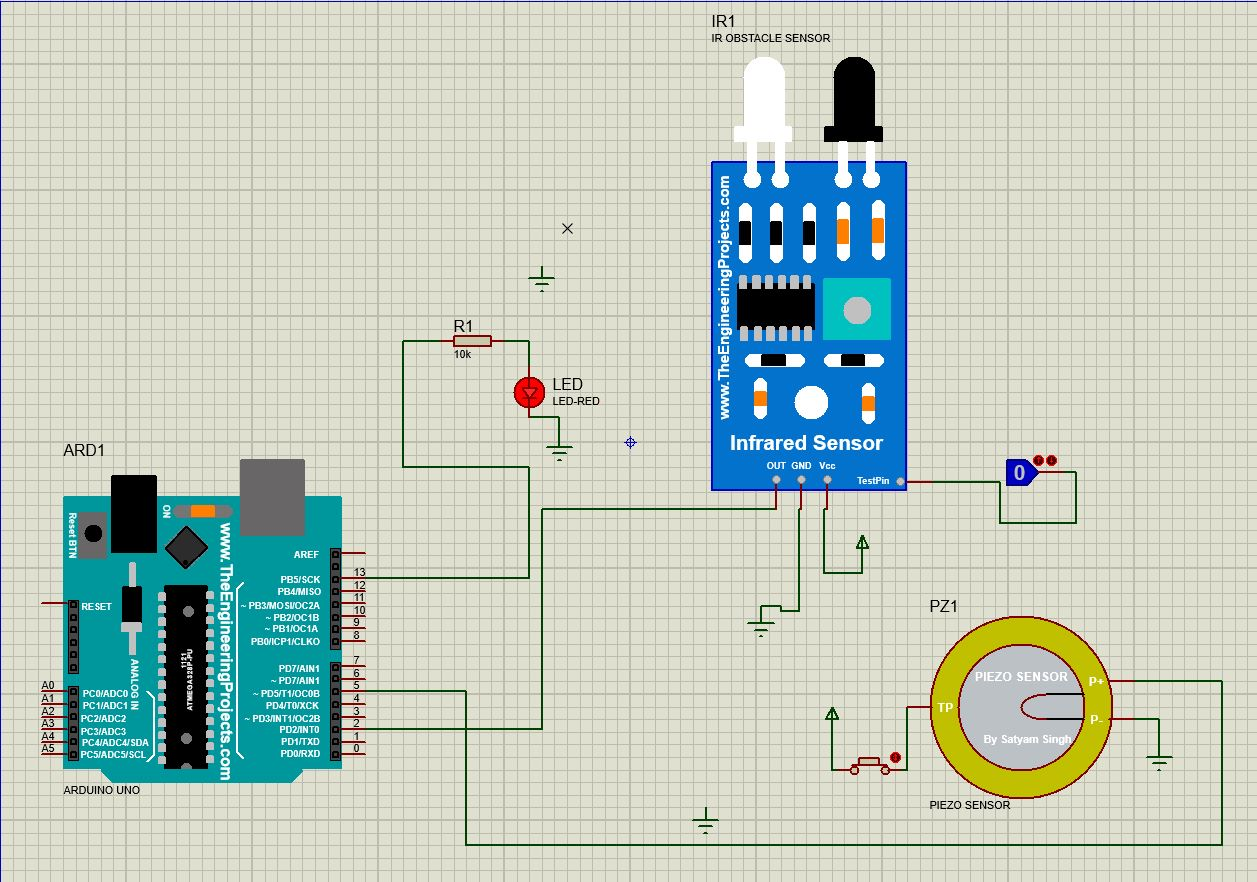 IR1
IR OBSTACLE SENSOR
www.TheEngineeringProjects.com
Infrared Sensor
OUT GND Vcc
TestPin
0
R1
10k
LED
LED-RED
ARD1
Reset BTN
ON
www.TheEngineeringProjects.com
RESET
ANALOG IN
1121
ATMEGA328P-PU
AREF
PB5/SCK 13
PB4/MISO 12
~ PB3/MOSI/OC2A 11
~ PB2/OC1B 10
~ PB1/OC1A 9
PB0/ICP1/CLKO 8
PD7/AIN1 7
~ PD7/AIN1 6
~ PD5/T1/OC0B 5
PD4/T0/XCK 4
~ PD3/INT1/OC2B 3
PD2/INT0 2
PD1/TXD 1
PD0/RXD 0
A0 PC0/ADC0
A1 PC1/ADC1
A2 PC2/ADC2
A3 PC3/ADC3
A4 PC4/ADC4/SDA
A5 PC5/ADC5/SCL
ARDUINO UNO
PZ1
PIEZO SENSOR
P+
TP
P-
By Satyam Singh
PIEZO SENSOR